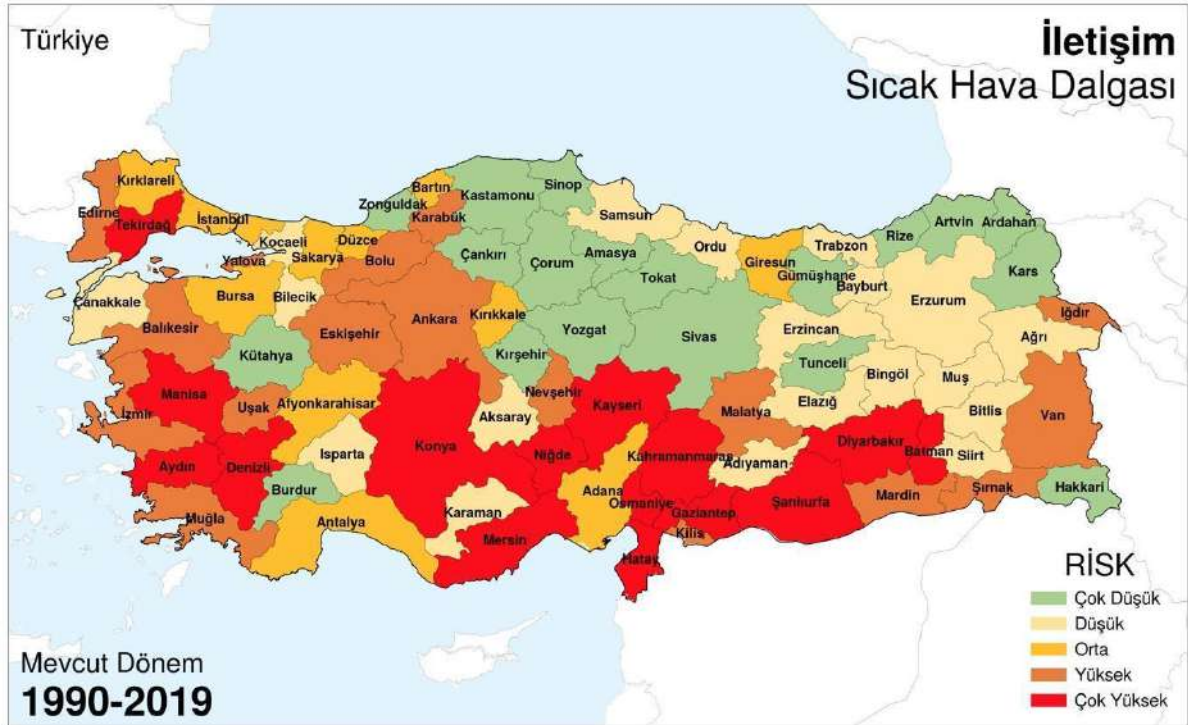 Türkiye
İletişim
Sıcak Hava Dalgası
Kırklareli
Edirne
Tekirdağ
İstanbul
Kocaeli
Yalova
Sakarya
Düzce
Bolu
Zonguldak
Bartın
Karabük
Kastamonu
Sinop
Çankırı
Çorum
Samsun
Amasya
Tokat
Ordu
Giresun
Gümüşhane
Trabzon
Bayburt
Rize
Artvin
Ardahan
Kars
Erzurum
Iğdır
Ağrı
Çanakkale
Balıkesir
Bursa
Bilecik
Eskişehir
Ankara
Kırıkkale
Kırşehir
Yozgat
Sivas
Erzincan
Tunceli
Bingöl
Muş
Bitlis
Van
Kütahya
Manisa
İzmir
Uşak
Afyonkarahisar
Konya
Aksaray
Nevşehir
Kayseri
Malatya
Elazığ
Diyarbakır
Batman
Siirt
Aydın
Denizli
Isparta
Burdur
Muğla
Antalya
Karaman
Niğde
Mersin
Adana
Kahramanmaraş
Osmaniye
Adıyaman
Gaziantep
Kilis
Hatay
Şanlıurfa
Mardin
Şırnak
Hakkari
RİSK
Çok Düşük
Düşük
Orta
Yüksek
Çok Yüksek
Mevcut Dönem
1990-2019